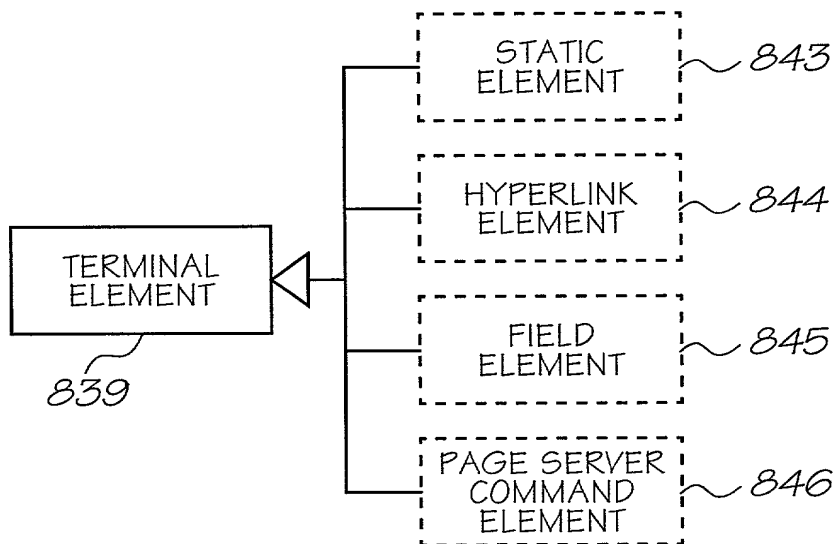 STATIC
ELEMENT
843
HYPERLINK
ELEMENT
844
TERMINAL
ELEMENT
839
FIELD
ELEMENT
845
PAGE SERVER
COMMAND
ELEMENT
846